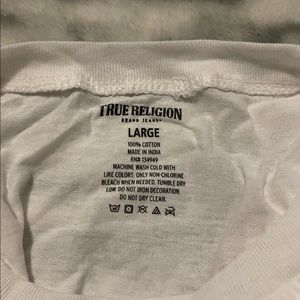 TRUE RELIGION
BRAND JEANS
LARGE
100% COTTON
MADE IN INDIA
RN# 134949
MACHINE WASH COLD WITH
LIKE COLORS. ONLY NON-CHLORINE
BLEACH WHEN NEEDED. TUMBLE DRY
LOW. DO NOT IRON DECORATION.
DO NOT DRY CLEAN.